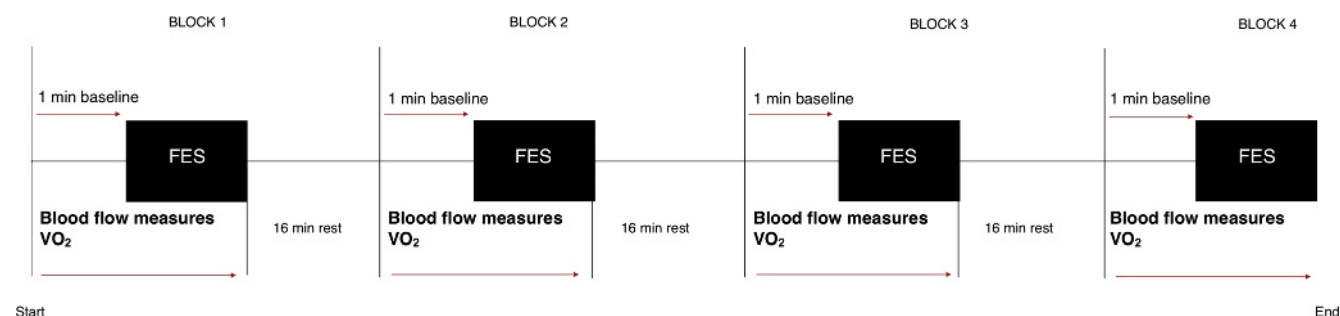 BLOCK 1
BLOCK 2
BLOCK 3
BLOCK 4
1 min baseline
1 min baseline
1 min baseline
1 min baseline
FES
FES
FES
FES
Blood flow measures
VO₂
16 min rest
Blood flow measures
VO₂
16 min rest
Blood flow measures
VO₂
16 min rest
Blood flow measures
VO₂
Start
End